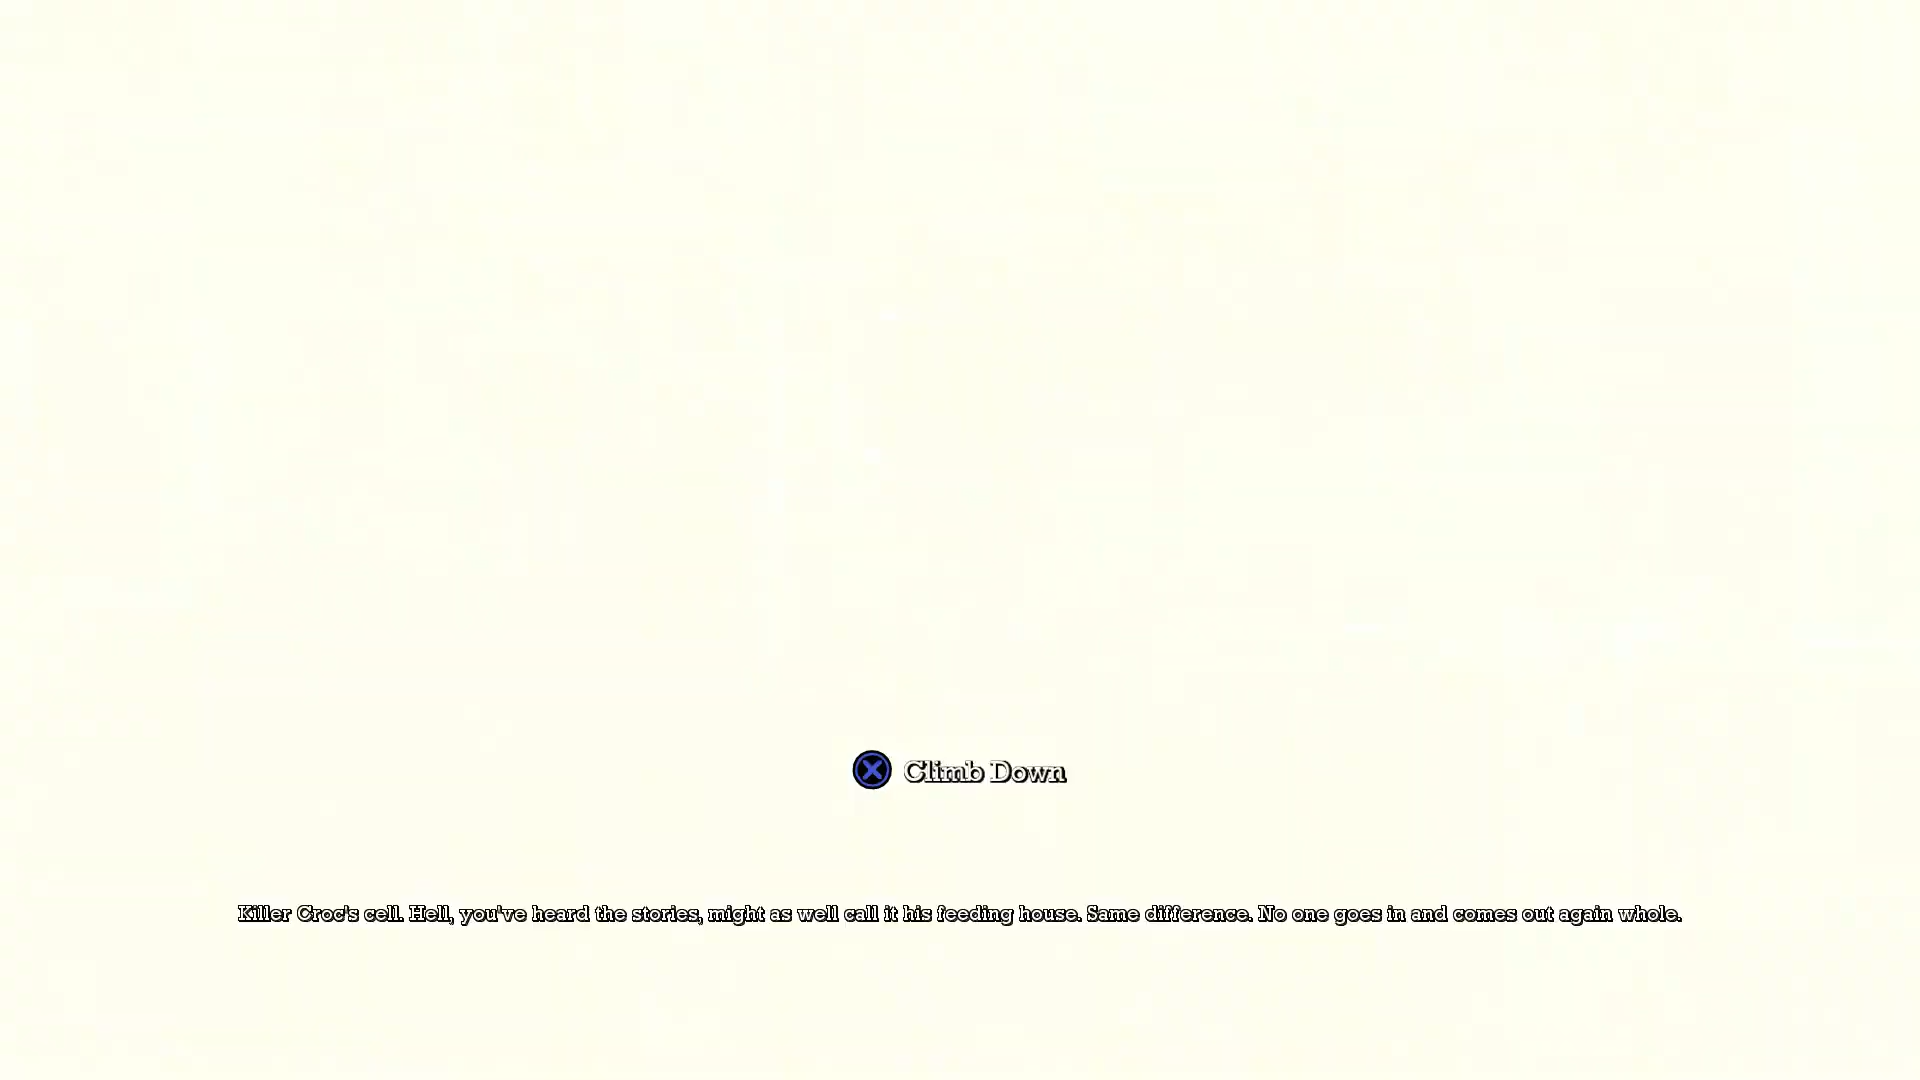 Climb Down
Killer Croc's cell. Hell, you've heard the stories, might as well call it his feeding house. Same difference. No one goes in and comes out again whole.